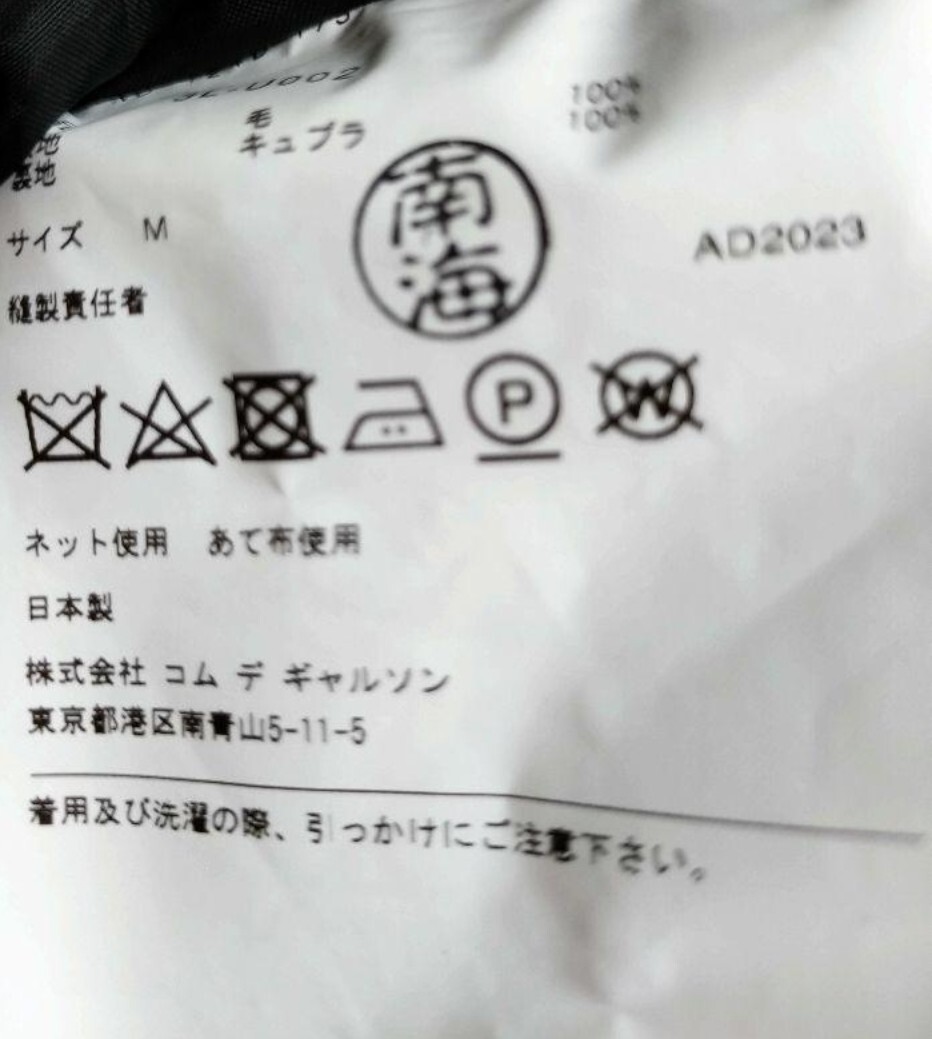 毛 100%
キュプラ 100%
裏地
サイズ M
南海
AD2023
縫製責任者
P
W
ネット使用 あて布使用
日本製
株式会社 コム デ ギャルソン
東京都港区南青山5-11-5
着用及び洗濯の際、引っかけにご注意下さい。